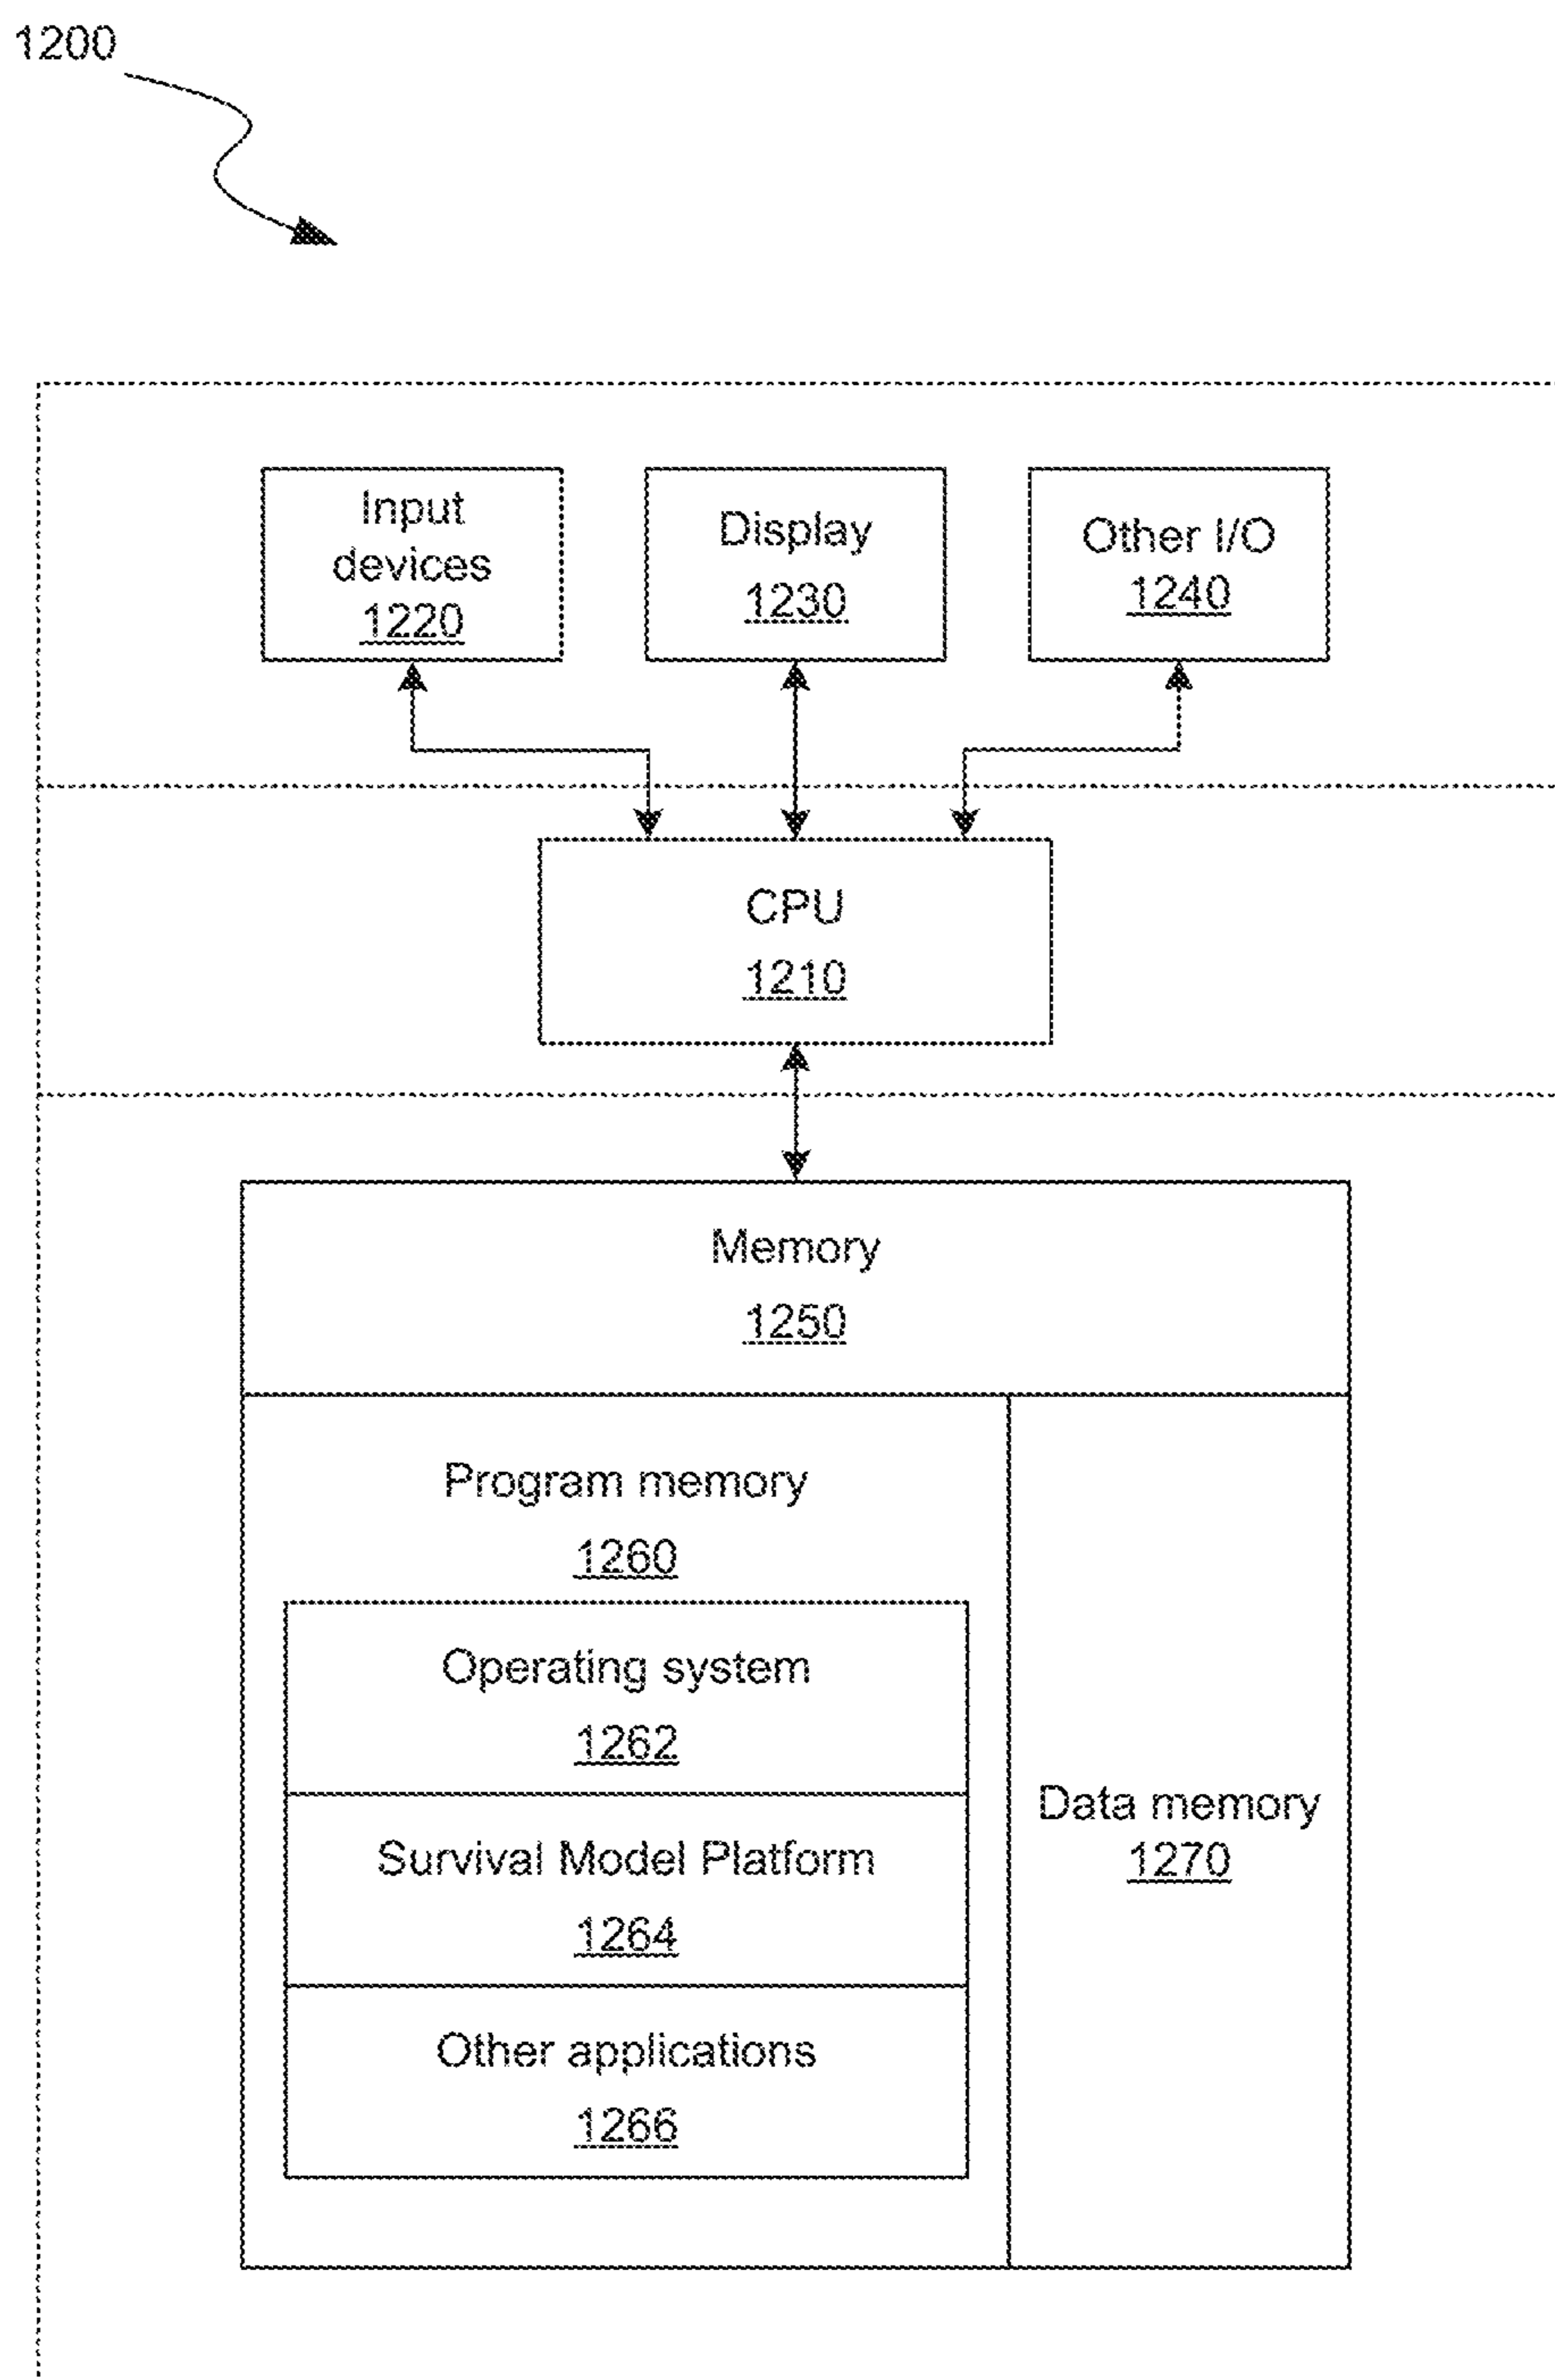 1200
Input
devices
1220
Display
1230
Other I/O
1240
CPU
1210
Memory
1250
Program memory
1260
Operating system
1262
Survival Model Platform
1264
Other applications
1266
Data memory
1270